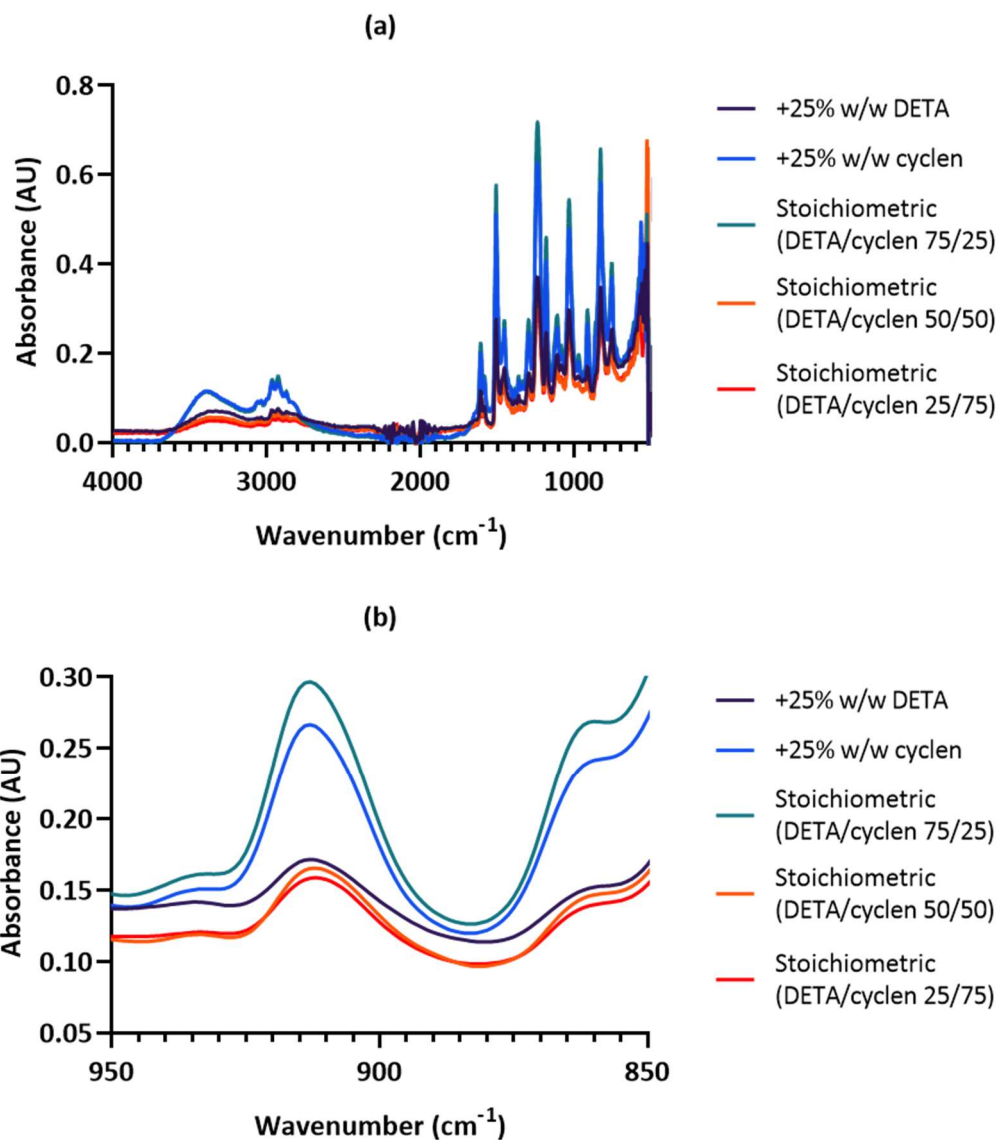 (a)
0.8
0.6
0.4
0.2
0.0
Absorbance (AU)
4000 3000 2000 1000
Wavenumber (cm-1)
+25% w/w DETA
+25% w/w cyclen
Stoichiometric
(DETA/cyclen 75/25)
Stoichiometric
(DETA/cyclen 50/50)
Stoichiometric
(DETA/cyclen 25/75)
(b)
0.30
0.25
0.20
0.15
0.10
0.05
Absorbance (AU)
950 900 850
Wavenumber (cm-1)
+25% w/w DETA
+25% w/w cyclen
Stoichiometric
(DETA/cyclen 75/25)
Stoichiometric
(DETA/cyclen 50/50)
Stoichiometric
(DETA/cyclen 25/75)